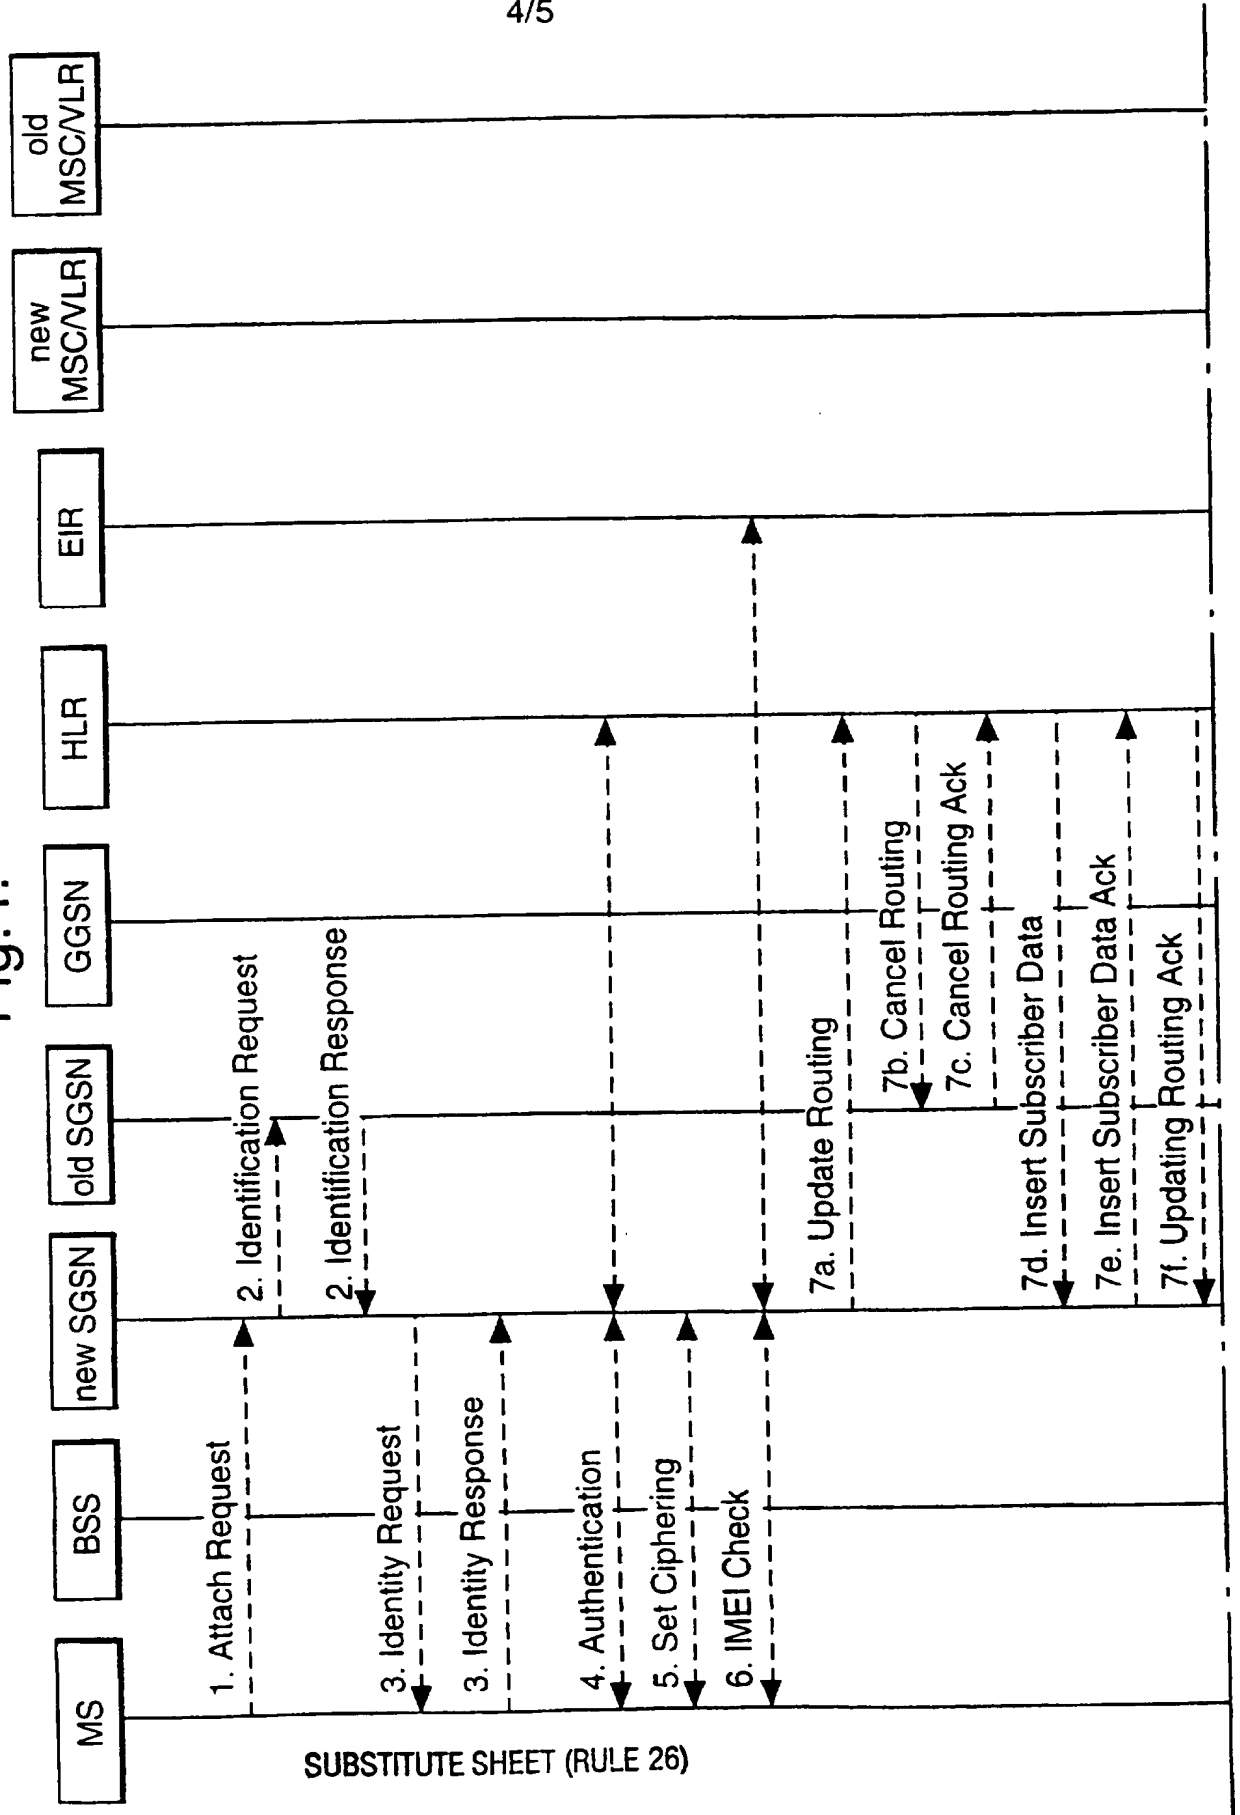 4/5
MS
BSS
new SGSN
old SGSN
GGSN
HLR
EIR
new
MSC/VLR
old
MSC/VLR
1. Attach Request
2. Identification Request
2. Identification Response
3. Identity Request
3. Identity Response
4. Authentication
5. Set Ciphering
6. IMEI Check
7a. Update Routing
7b. Cancel Routing
7c. Cancel Routing Ack
7d. Insert Subscriber Data
7e. Insert Subscriber Data Ack
7f. Updating Routing Ack
SUBSTITUTE SHEET (RULE 26)